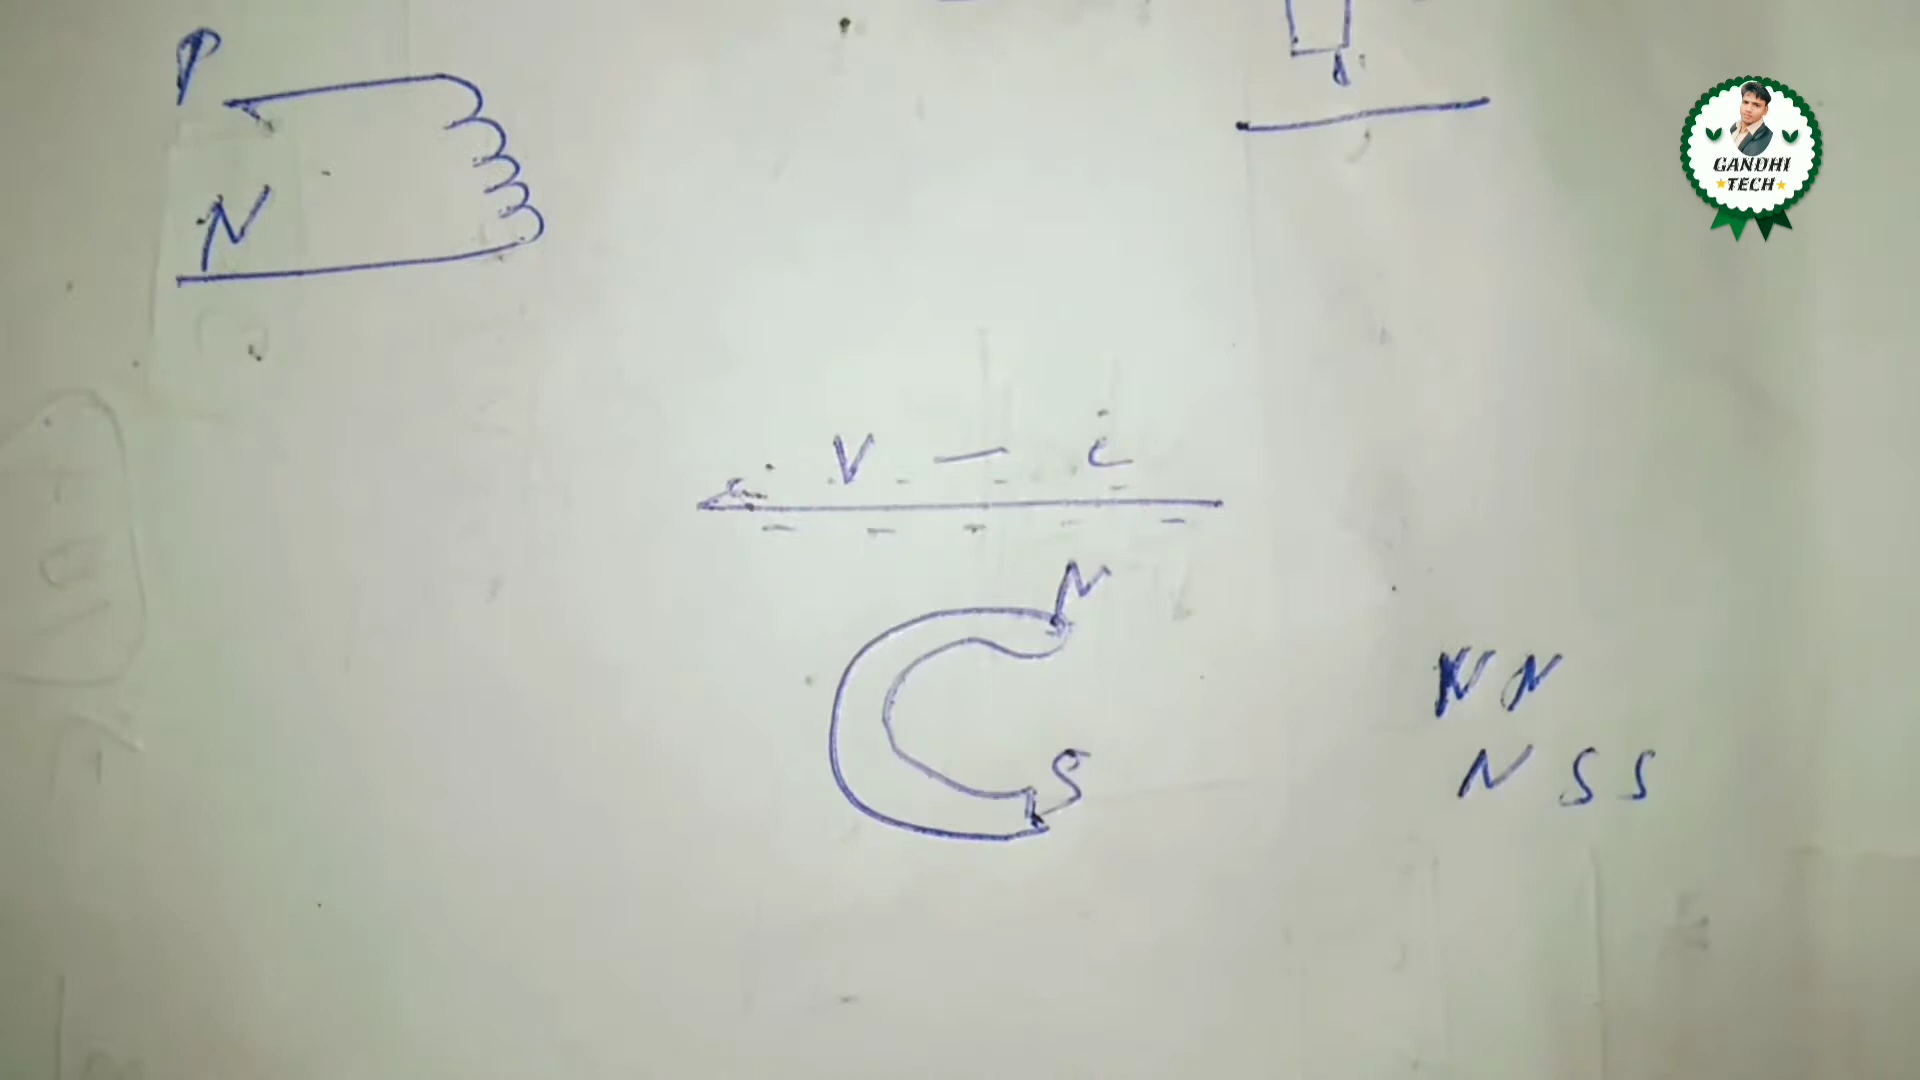 P
GANDHI
TECH
N
V — i
N
N N
S
N S S